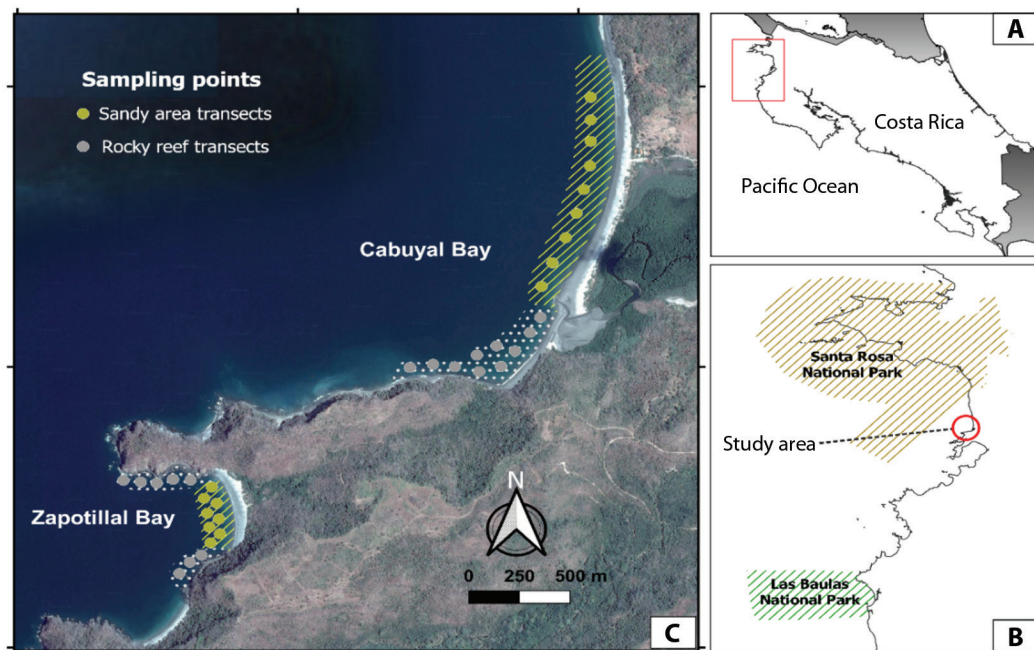 Sampling points
Sandy area transects
Rocky reef transects
Cabuyal Bay
Zapotillal Bay
N
0 250 500 m
C
A
Costa Rica
Pacific Ocean
Santa Rosa
National Park
Study area
Las Baulas
National Park
B